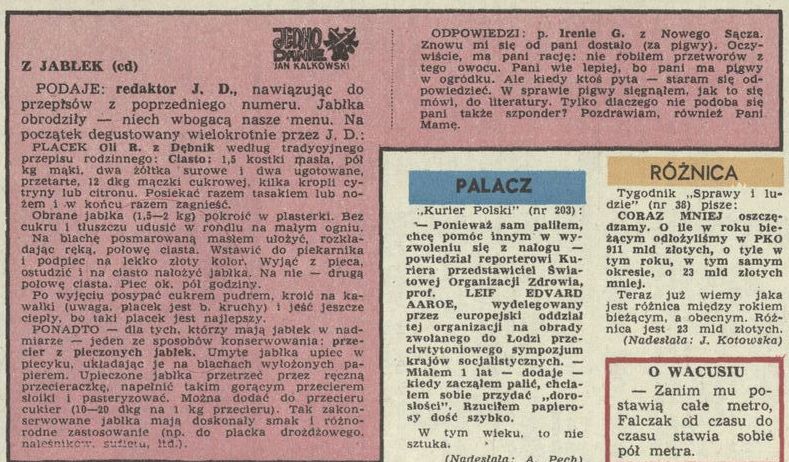 JEDNO
DANIE
JAN KALKOWSKI
Z JABŁEK (cd)
PODAJE: redaktor J. D., nawiązując do
przepisów z poprzedniego numeru. Jabłka
obrodziły — niech wbogacą nasze menu. Na
początek degustowany wielokrotnie przez J. D.:
PLACEK Oli R. z Dębnik według tradycyjnego
przepisu rodzinnego: Ciasto: 1,5 kostki masła, pół
kg mąki, dwa żółtka surowe i dwa ugotowane,
przetarte, 12 dkg mączki cukrowej, kilka kropli cy-
tryny lub citronu. Posiekać razem tasakiem lub no-
żem i w końcu razem zagnieść.
Obrane jabłka (1,5—2 kg) pokroić w plasterki. Bez
cukru i tłuszczu udusić w rondlu na małym ogniu.
Na blachę posmarowaną masłem ułożyć, rozkła-
dając ręką, połowę ciasta. Wstawić do piekarnika
i podpiec na lekko złoty kolor. Wyjąć z pieca,
ostudzić i na ciasto nałożyć jabłka. Na nie — drugą
połowę ciasta. Piec ok. pół godziny.
Po wyjęciu posypać cukrem pudrem, kroić na ka-
wałki (uwaga, placek jest b. kruchy) i jeść jeszcze
ciepły, bo taki placek jest najlepszy.
PONADTO — dla tych, którzy mają jabłek w nad-
miarze — jeden ze sposobów konserwowania: prze-
cier z pieczonych jabłek. Umyte jabłka upiec w
piecyku, układając je na blachach wyłożonych pa-
pierem. Upieczone jabłka przetrzeć przez ręczną
przecieraczkę, napełnić takim gorącym przecierem
słoiki i pasteryzować. Można dodać do przecieru
cukier (10—20 dkg na 1 kg przecieru). Tak zakon-
serwowane jabłka mają doskonały smak i różno-
rodne zastosowanie (np. do placka drożdżowego,
naleśników, sufletu, itd.).
ODPOWIEDZI: p. Irenie G. z Nowego Sącza.
Znowu mi się od pani dostało (za pigwy). Oczy-
wiście, ma pani rację: nie robiłem przetworów z
tego owocu. Pani wie lepiej, bo pani ma pigwy
w ogródku. Ale kiedy ktoś pyta — staram się od-
powiedzieć. W sprawie pigwy sięgnąłem, jak to się
mówi, do literatury. Tylko dlaczego nie podoba się
pani także szponder? Pozdrawiam, również Pani
Mamę.
PALACZ
„Kurier Polski" (nr 203):
— Ponieważ sam paliłem,
chcę pomóc innym w wy-
zwoleniu się z nałogu —
powiedział reporterowi Ku-
riera przedstawiciel Świa-
towej Organizacji Zdrowia,
prof. LEIF EDVARD
AAROE, wydelegowany
przez europejski oddział
tej organizacji na obrady
zwołanego do Łodzi prze-
ciwtytoniowego sympozjum
krajów socjalistycznych. —
Miałem 1 lat — dodaje —
kiedy zacząłem palić, chcia-
łem sobie przydać „doro-
słości". Rzuciłem papiero-
sy dość szybko.
W tym wieku, to nie
sztuka.
(Nadesłała: A. Pech)
RÓŻNICA
Tygodnik „Sprawy i lu-
dzie" (nr 38) pisze:
CORAZ MNIEJ oszczę-
dzamy. O ile w roku bie-
żącym odłożyliśmy w PKO
911 mld złotych, o tyle w
tym roku, w tym samym
okresie, o 23 mld złotych
mniej.
Teraz już wiemy jaka
jest różnica między rokiem
bieżącym, a obecnym. Róż-
nica jest 23 mld złotych.
(Nadesłała: J. Kotowska)
O WACUSIU
— Zanim mu po-
stawią całe metro,
Falczak od czasu do
czasu stawia sobie
pół metra.